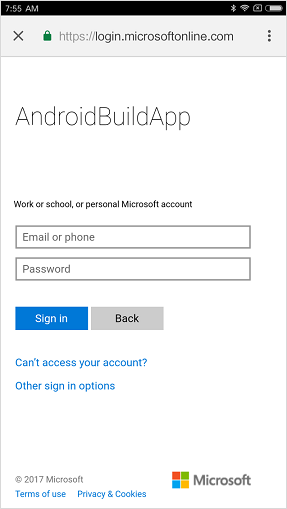 7:55 AM
https://login.microsoftonline.com
AndroidBuildApp
Work or school, or personal Microsoft account
Email or phone
Password
Sign in
Back
Can't access your account?
Other sign in options
© 2017 Microsoft
Terms of use
Privacy & Cookies
Microsoft